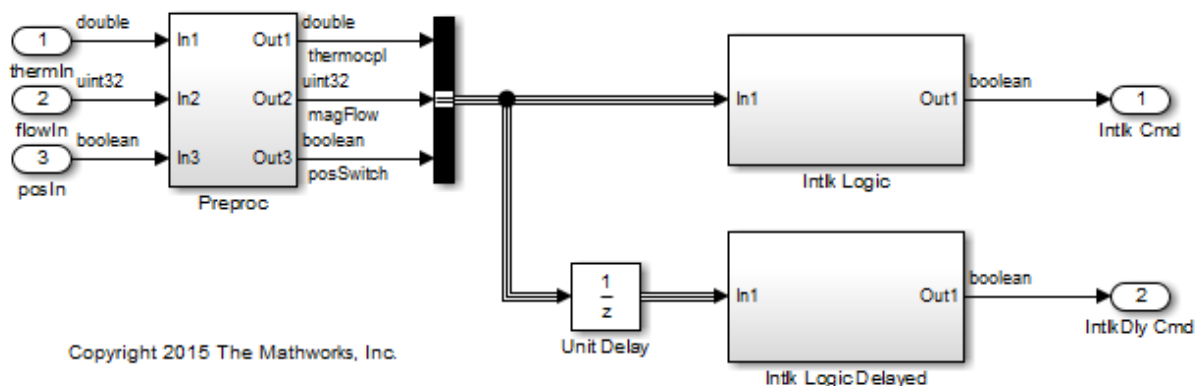 double
double
1
In1
Out1
thermIn
thermocpl
uint32
uint32
2
In2
Out2
flowIn
magFlow
boolean
boolean
3
In3
Out3
posIn
posSwitch
Preproc
In1
Out1
boolean
1
Intlk Cmd
Intlk Logic
1
z
Unit Delay
In1
Out1
boolean
2
IntlkDly Cmd
Intlk Logic Delayed
Copyright 2015 The Mathworks, Inc.